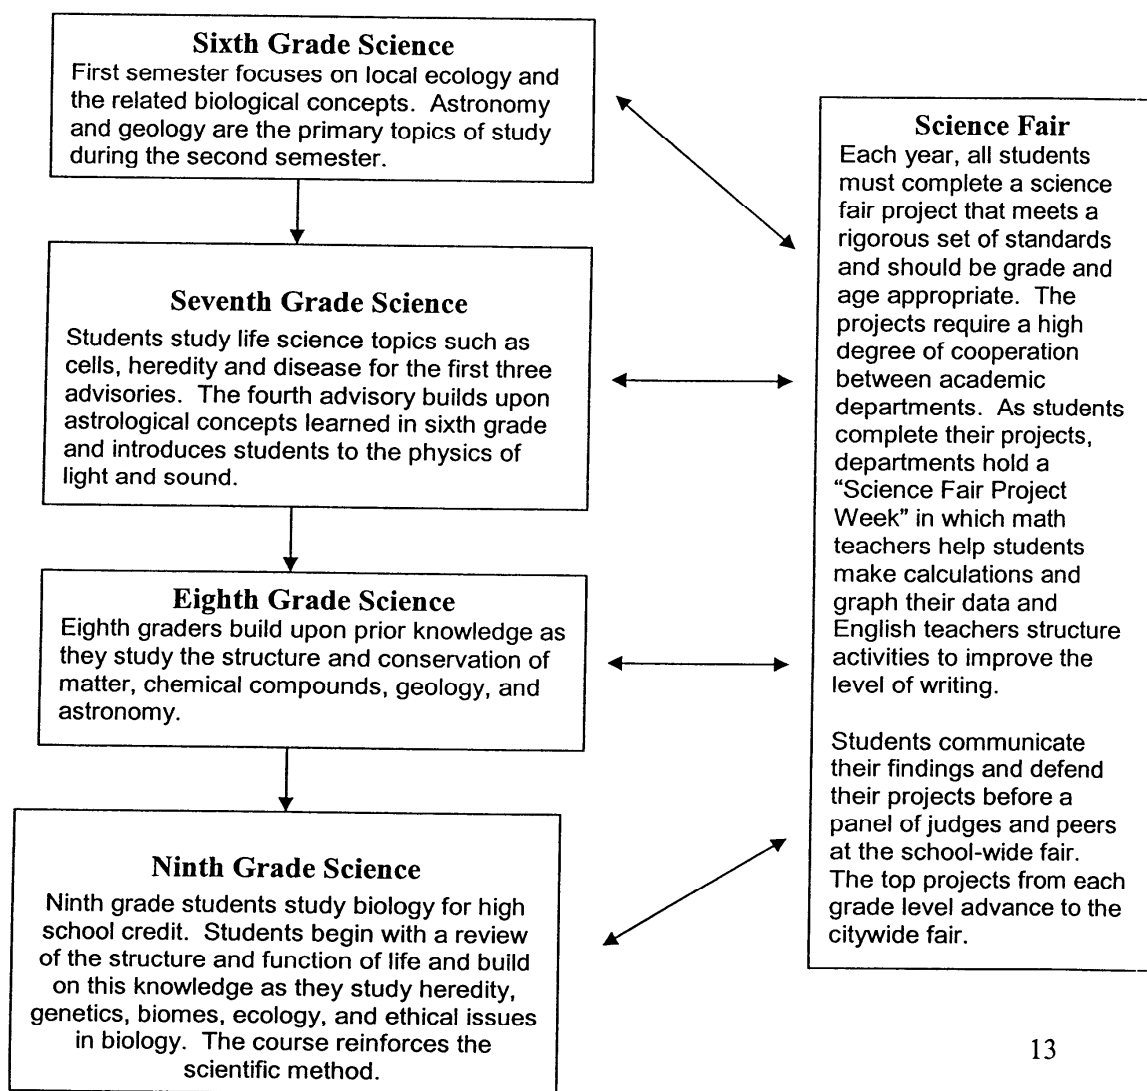 Sixth Grade Science
First semester focuses on local ecology and
the related biological concepts. Astronomy
and geology are the primary topics of study
during the second semester.
Seventh Grade Science
Students study life science topics such as
cells, heredity and disease for the first three
advisories. The fourth advisory builds upon
astrological concepts learned in sixth grade
and introduces students to the physics of
light and sound.
Eighth Grade Science
Eighth graders build upon prior knowledge as
they study the structure and conservation of
matter, chemical compounds, geology, and
astronomy.
Ninth Grade Science
Ninth grade students study biology for high
school credit. Students begin with a review
of the structure and function of life and build
on this knowledge as they study heredity,
genetics, biomes, ecology, and ethical issues
in biology. The course reinforces the
scientific method.
Science Fair
Each year, all students
must complete a science
fair project that meets a
rigorous set of standards
and should be grade and
age appropriate. The
projects require a high
degree of cooperation
between academic
departments. As students
complete their projects,
departments hold a
“Science Fair Project
Week” in which math
teachers help students
make calculations and
graph their data and
English teachers structure
activities to improve the
level of writing.
Students communicate
their findings and defend
their projects before a
panel of judges and peers
at the school-wide fair.
The top projects from each
grade level advance to the
citywide fair.
13